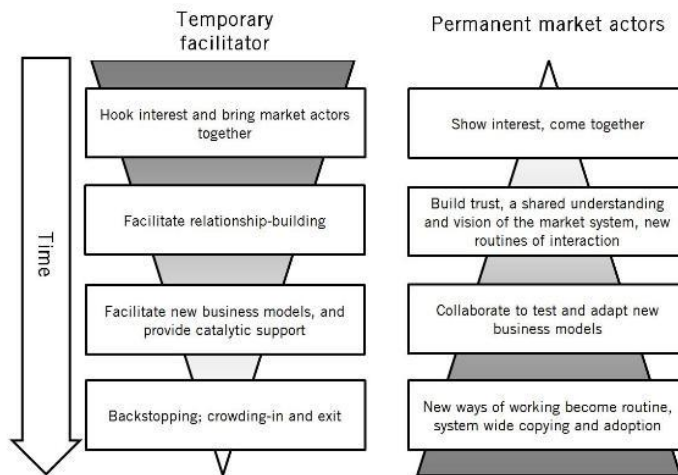 Temporary
facilitator
Permanent market actors
Time
Hook interest and bring market actors
together
Show interest, come together
Facilitate relationship-building
Build trust, a shared understanding
and vision of the market system, new
routines of interaction
Facilitate new business models, and
provide catalytic support
Collaborate to test and adapt new
business models
Backstopping; crowding-in and exit
New ways of working become routine,
system wide copying and adoption